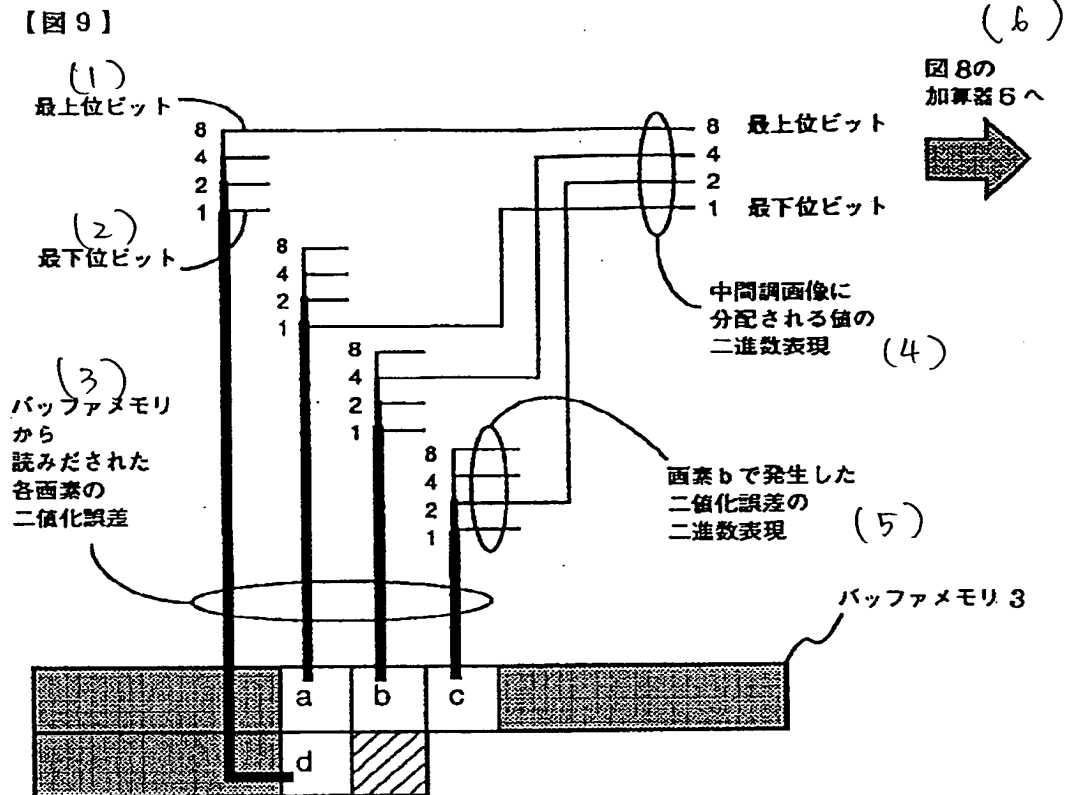 【図9】
(6)
図8の
加算器5へ
(1)
最上位ビット
8
4
2
1
8 最上位ビット
4
2
1 最下位ビット
(2)
最下位ビット
8
4
2
1
中間調画像に
分配される値の
二進数表現
(4)
8
4
2
1
(3)
バッファメモリ
から
読みだされた
各画素の
二値化誤差
8
4
2
1
画素bで発生した
二値化誤差の
二進数表現
(5)
バッファメモリ3
a
b
c
d